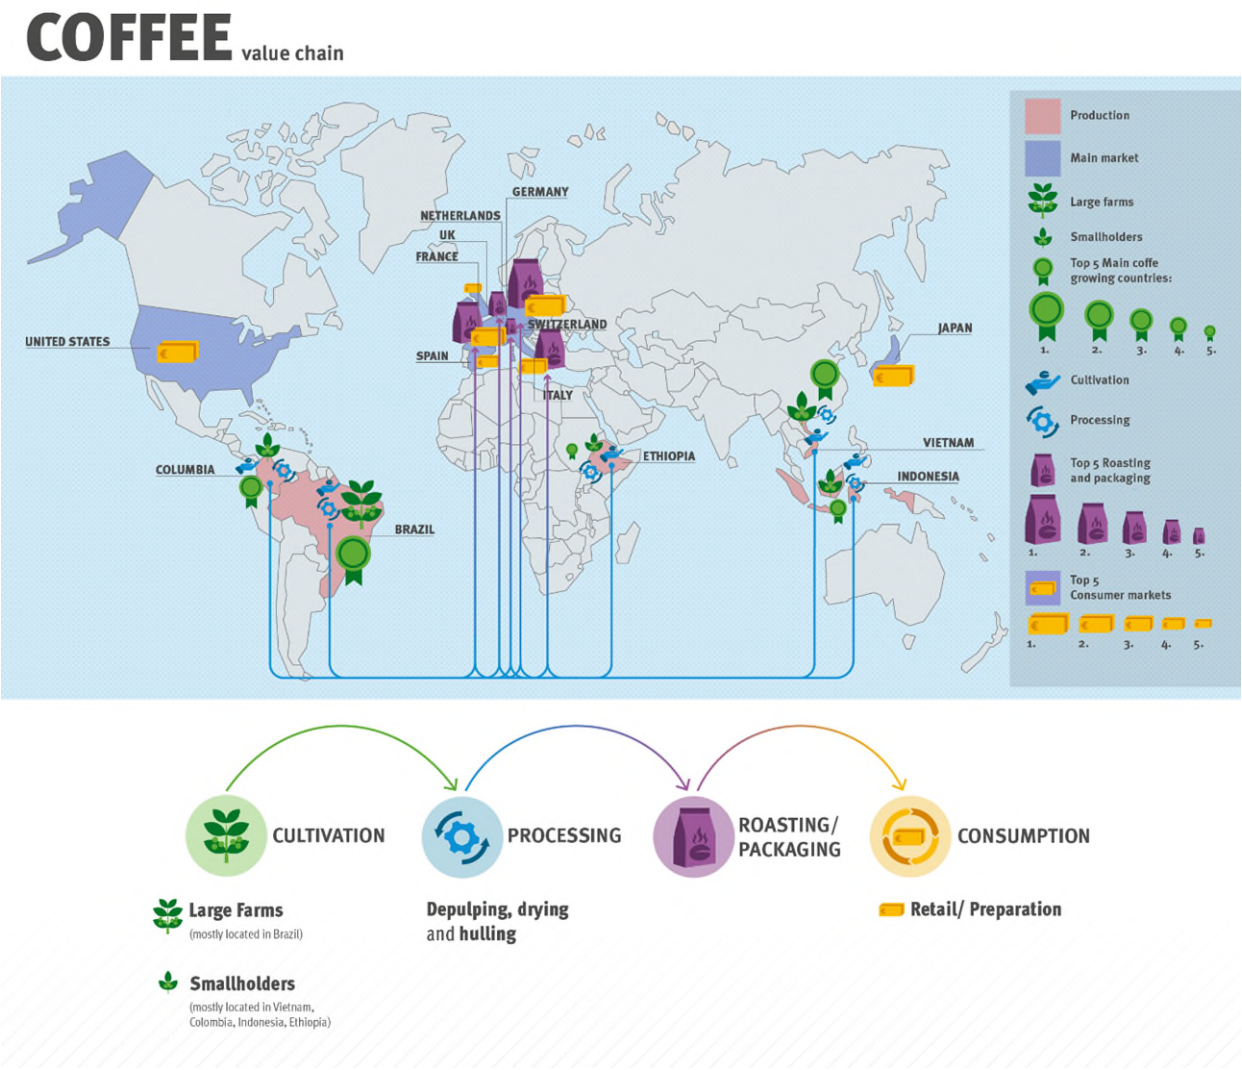 COFFEE value chain
GERMANY
NETHERLANDS
UK
FRANCE
SWITZERLAND
SPAIN
ITALY
UNITED STATES
JAPAN
COLUMBIA
ETHIOPIA
VIETNAM
INDONESIA
BRAZIL
Production
Main market
Large farms
Smallholders
Top 5 Main coffe
growing countries:
1. 2. 3. 4. 5.
Cultivation
Processing
Top 5 Roasting
and packaging
1. 2. 3. 4. 5.
Top 5
Consumer markets
1. 2. 3. 4. 5.
CULTIVATION
Large Farms
(mostly located in Brazil)
Smallholders
(mostly located in Vietnam,
Colombia, Indonesia, Ethiopia)
PROCESSING
Depulping, drying
and hulling
ROASTING/
PACKAGING
CONSUMPTION
Retail/ Preparation